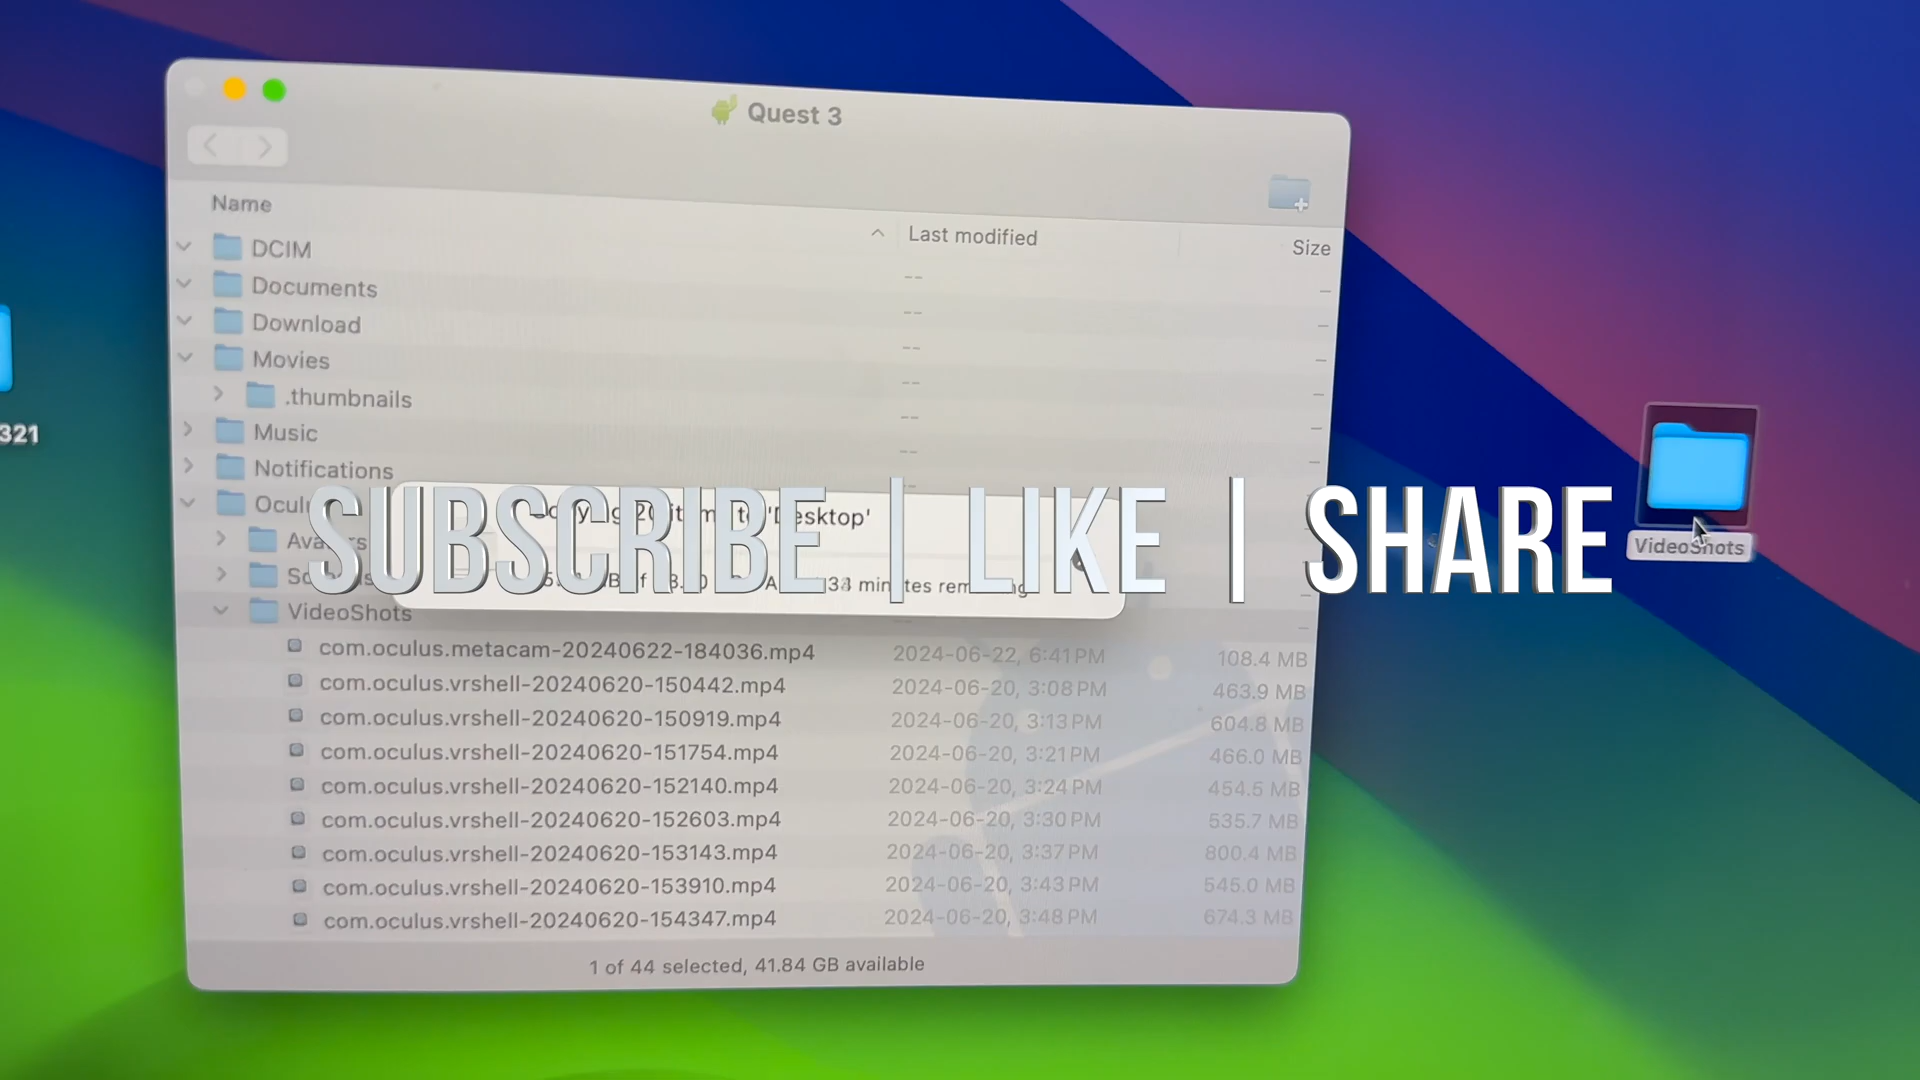 Quest 3
Name
Last modified
Size
DCIM
--
Documents
--
Download
--
Movies
--
.thumbnails
--
Music
--
Notifications
321
SUBSCRIBE | LIKE | SHARE
'Desktop'
minutes
VideoShots
VideoShots
com.oculus.metacam-20240622-184036.mp4 2024-06-22, 6:41 PM 108.4 MB
com.oculus.vrshell-20240620-150442.mp4 2024-06-20, 3:08 PM 463.9 MB
com.oculus.vrshell-20240620-150919.mp4 2024-06-20, 3:13 PM 604.8 MB
com.oculus.vrshell-20240620-151754.mp4 2024-06-20, 3:21 PM 466.0 MB
com.oculus.vrshell-20240620-152140.mp4 2024-06-20, 3:24 PM 454.5 MB
com.oculus.vrshell-20240620-152603.mp4 2024-06-20, 3:30 PM 535.7 MB
com.oculus.vrshell-20240620-153143.mp4 2024-06-20, 3:37 PM 800.4 MB
com.oculus.vrshell-20240620-153910.mp4 2024-06-20, 3:43 PM 545.0 MB
com.oculus.vrshell-20240620-154347.mp4 2024-06-20, 3:48 PM 674.3 MB
1 of 44 selected, 41.84 GB available